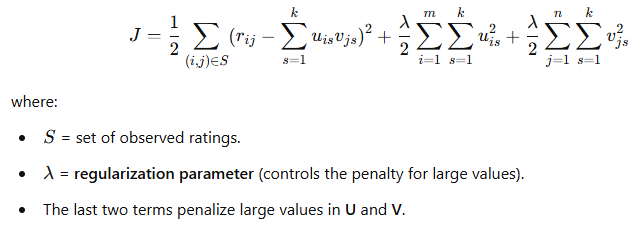 J = \frac{1}{2} \sum_{(i,j) \in S} (r_{ij} - \sum_{s=1}^{k} u_{is} v_{js})^2 + \frac{\lambda}{2} \sum_{i=1}^{m} \sum_{s=1}^{k} u_{is}^2 + \frac{\lambda}{2} \sum_{j=1}^{n} \sum_{s=1}^{k} v_{js}^2
where:
• S = set of observed ratings.
• λ = regularization parameter (controls the penalty for large values).
• The last two terms penalize large values in U and V.